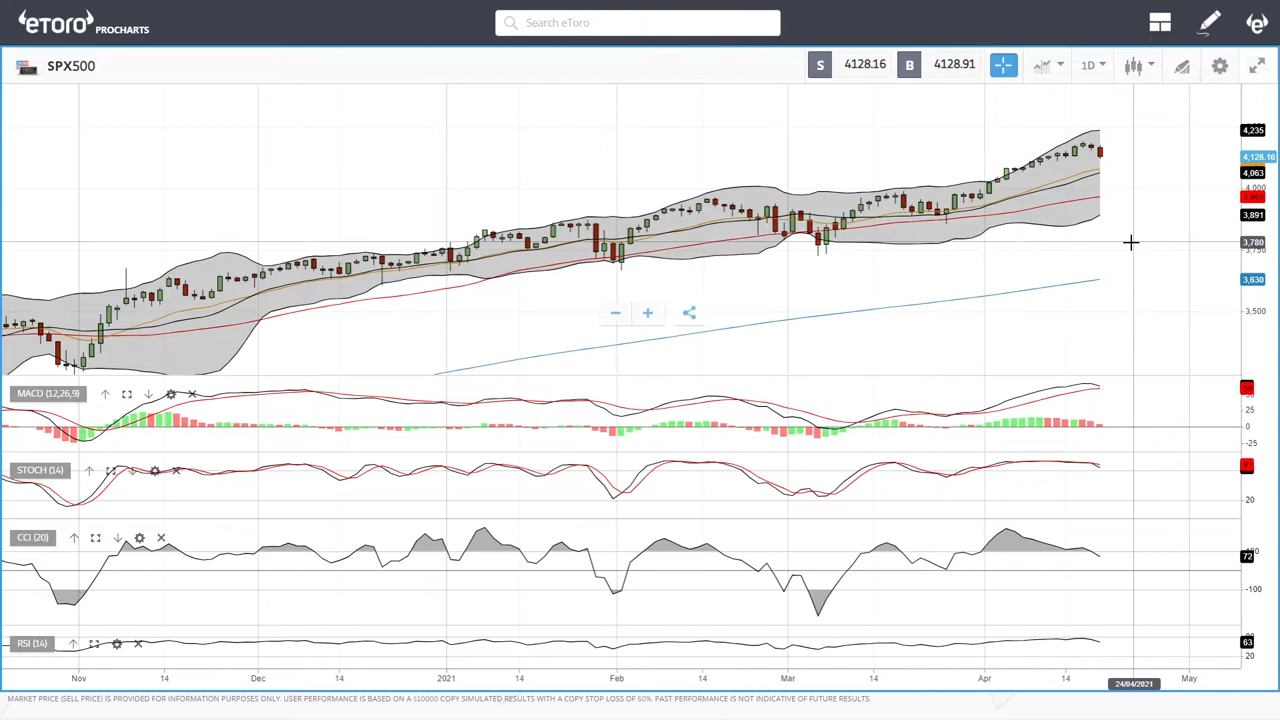 eToro PROCHARTS
Search eToro
SPX500
S 4128.16 B 4128.91
1D
4,235
4,128.16
4,063
4,000
3,891
3,780
3,630
3,500
MACD (12,26,9)
25
0
-25
STOCH (14)
20
CCI (20)
72
-100
RSI (14)
63
20
Nov 14 Dec 14 2021 14 Feb 14 Mar 14 Apr 14 May
24/04/2021
MARKET PRICE (SELL PRICE) IS PROVIDED FOR INFORMATION PURPOSES ONLY. USER PERFORMANCE IS BASED ON A $10000 COPY SIMULATED RESULTS WITH A COPY STOP LOSS OF 60%. PAST PERFORMANCE IS NOT INDICATIVE OF FUTURE RESULTS.